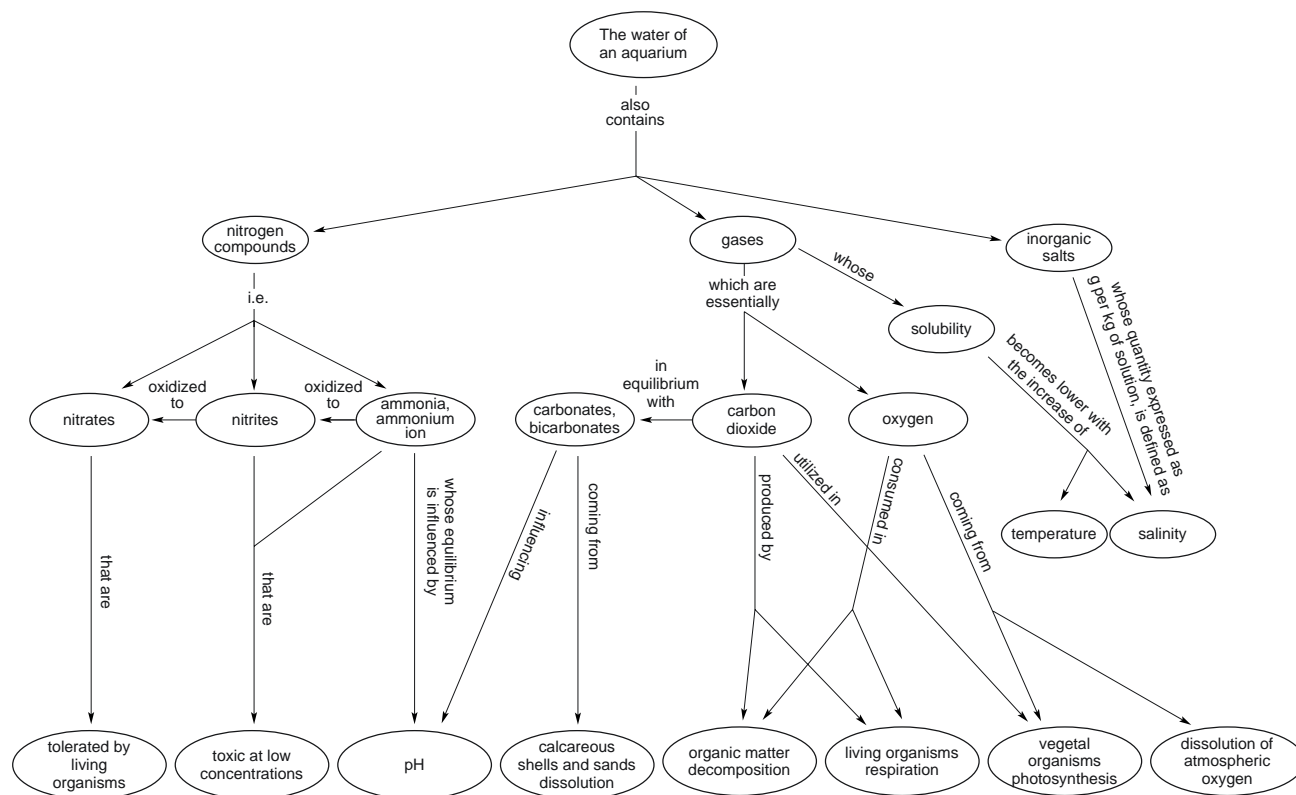 The water of
an aquarium
also
contains
nitrogen
compounds
gases
inorganic
salts
i.e.
which are
essentially
whose
solubility
whose quantity expressed as
g per kg of solution, is defined as
becomes lower with
the increase of
nitrates
oxidized
to
nitrites
oxidized
to
ammonia,
ammonium
ion
carbonates,
bicarbonates
in
equilibrium
with
carbon
dioxide
oxygen
temperature
salinity
that are
that are
whose equilibrium
is influenced by
influencing
coming from
produced by
utilized in
consumed in
coming from
tolerated by
living
organisms
toxic at low
concentrations
pH
calcareous
shells and sands
dissolution
organic matter
decomposition
living organisms
respiration
vegetal
organisms
photosynthesis
dissolution of
atmospheric
oxygen